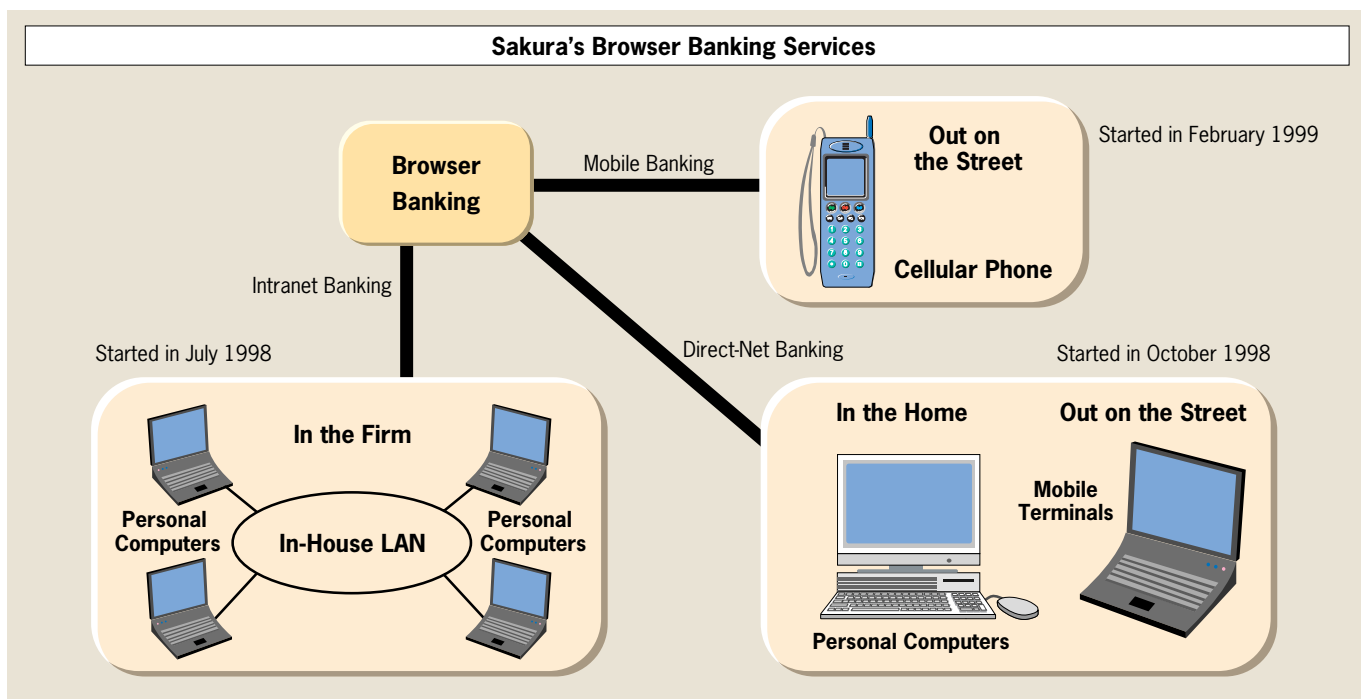 Sakura's Browser Banking Services
Browser
Banking
Mobile Banking
Out on
the Street
Cellular Phone
Started in February 1999
Intranet Banking
Started in July 1998
In the Firm
Personal
Computers
In-House LAN
Personal
Computers
Direct-Net Banking
Started in October 1998
In the Home
Out on the Street
Mobile
Terminals
Personal Computers